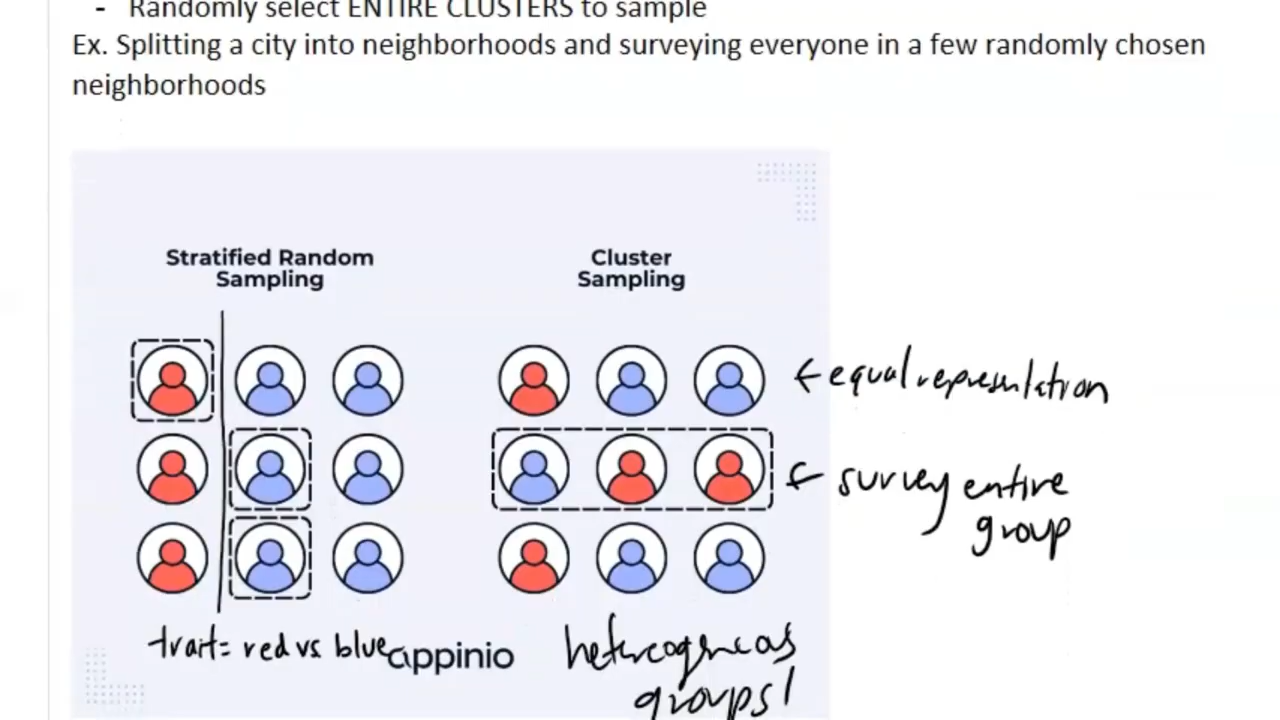 - Randomly select ENTIRE CLUSTERS to sample
Ex. Splitting a city into neighborhoods and surveying everyone in a few randomly chosen
neighborhoods
Stratified Random
Sampling
Cluster
Sampling
← equal representation
← survey entire
group
trait= red vs blue
appinio
heterogeneous
groups!